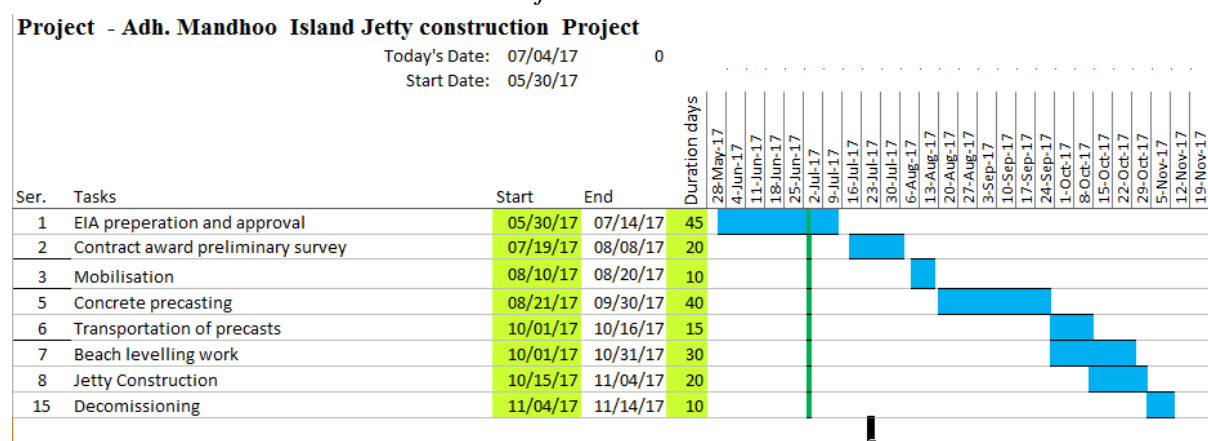 Project - Adh. Mandhoo Island Jetty construction Project
Today's Date: 07/04/17 0
Start Date: 05/30/17
Ser. Tasks Start End Duration days 28-May-17 4-Jun-17 11-Jun-17 18-Jun-17 25-Jun-17 2-Jul-17 9-Jul-17 16-Jul-17 23-Jul-17 30-Jul-17 6-Aug-17 13-Aug-17 20-Aug-17 27-Aug-17 3-Sep-17 10-Sep-17 17-Sep-17 24-Sep-17 1-Oct-17 8-Oct-17 15-Oct-17 22-Oct-17 29-Oct-17 5-Nov-17 12-Nov-17 19-Nov-17
1 EIA preperation and approval 05/30/17 07/14/17 45
2 Contract award preliminary survey 07/19/17 08/08/17 20
3 Mobilisation 08/10/17 08/20/17 10
5 Concrete precasting 08/21/17 09/30/17 40
6 Transportation of precasts 10/01/17 10/16/17 15
7 Beach levelling work 10/01/17 10/31/17 30
8 Jetty Construction 10/15/17 11/04/17 20
15 Decomissioning 11/04/17 11/14/17 10